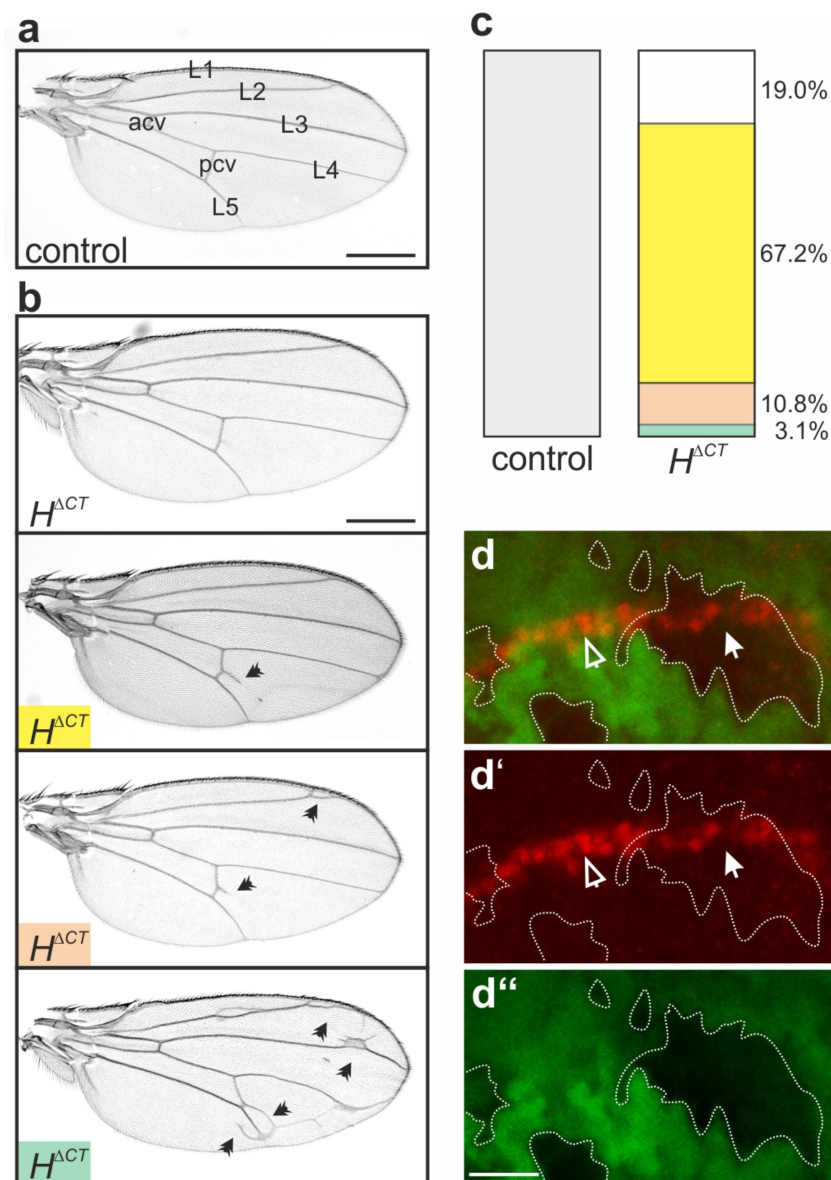 a
L1
L2
acv
L3
pcv
L4
L5
control
b
H^ΔCT
H^ΔCT
H^ΔCT
H^ΔCT
c
19.0%
67.2%
10.8%
3.1%
control
H^ΔCT
d
d‘
d“